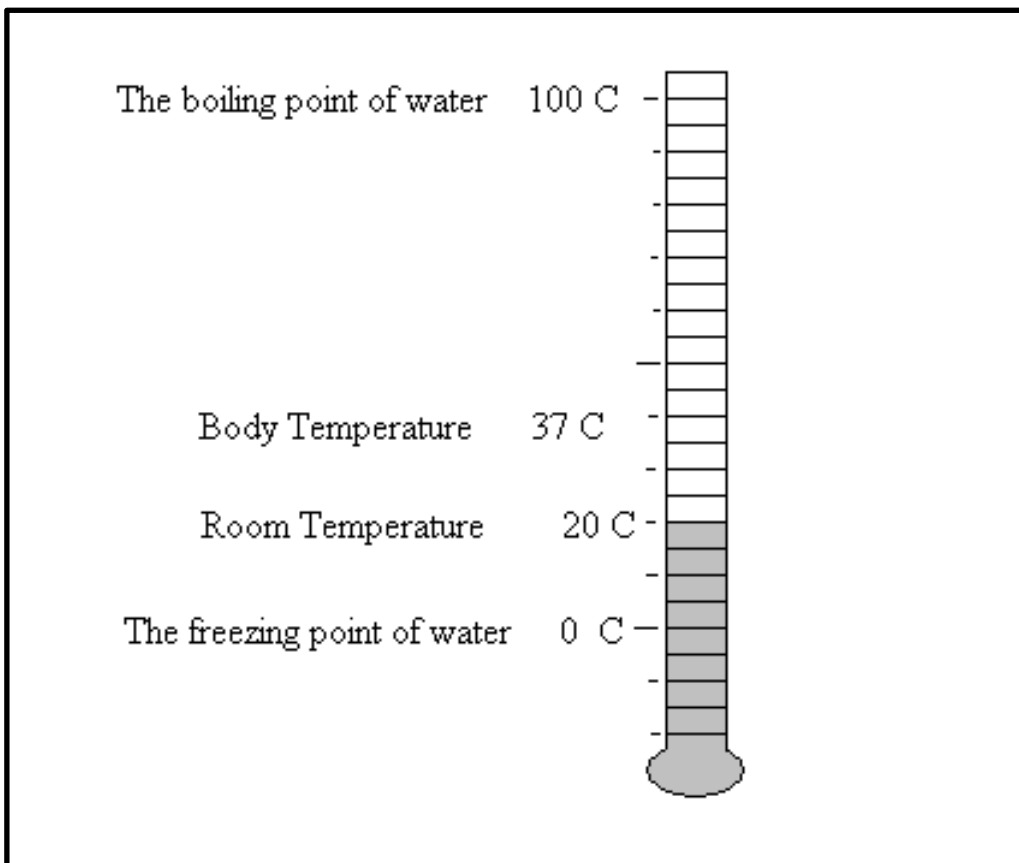 The boiling point of water 100 C
Body Temperature 37 C
Room Temperature 20 C
The freezing point of water 0 C